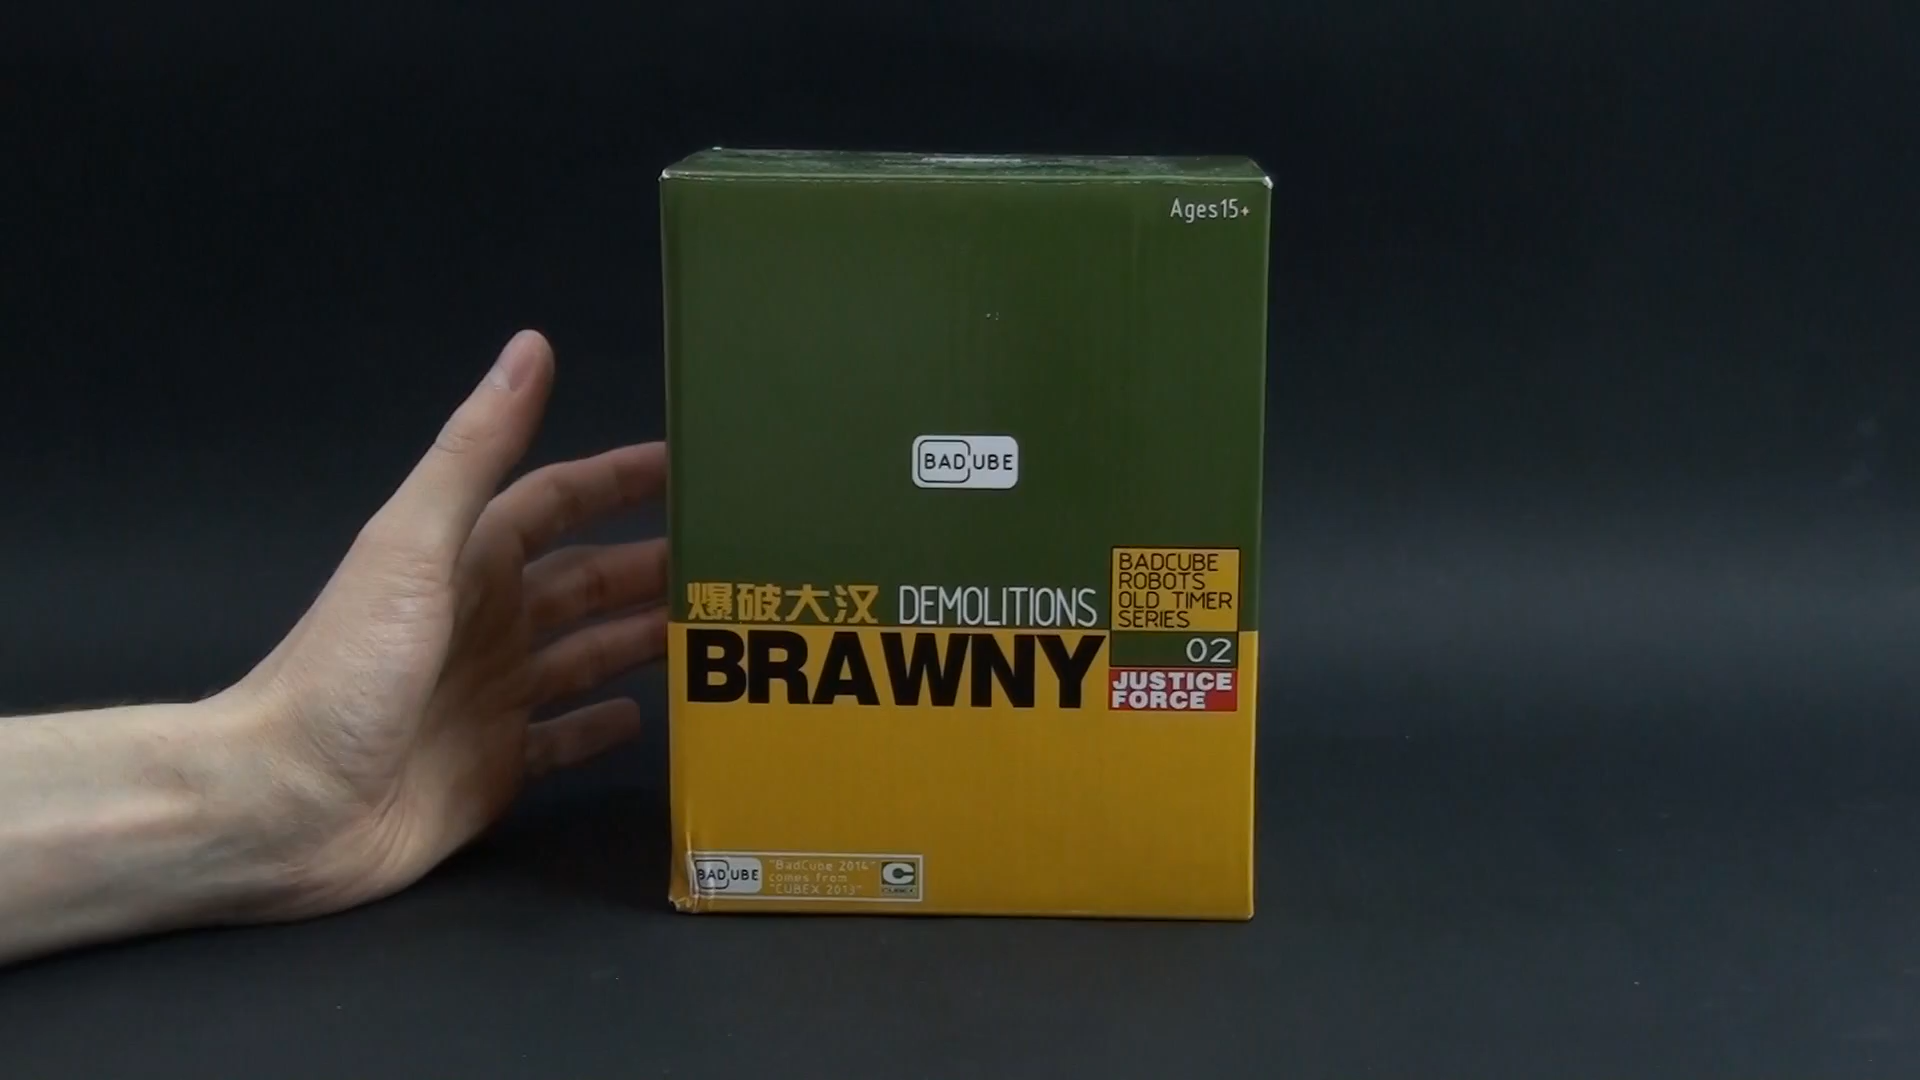 Ages15+
BADCUBE
爆破大汉 DEMOLITIONS
BRAWNY
BADCUBE
ROBOTS
OLD TIMER
SERIES
02
JUSTICE
FORCE
BADCUBE
"BadCube 2014"
comes from
"CUBEX 2013"
C
CUBEX